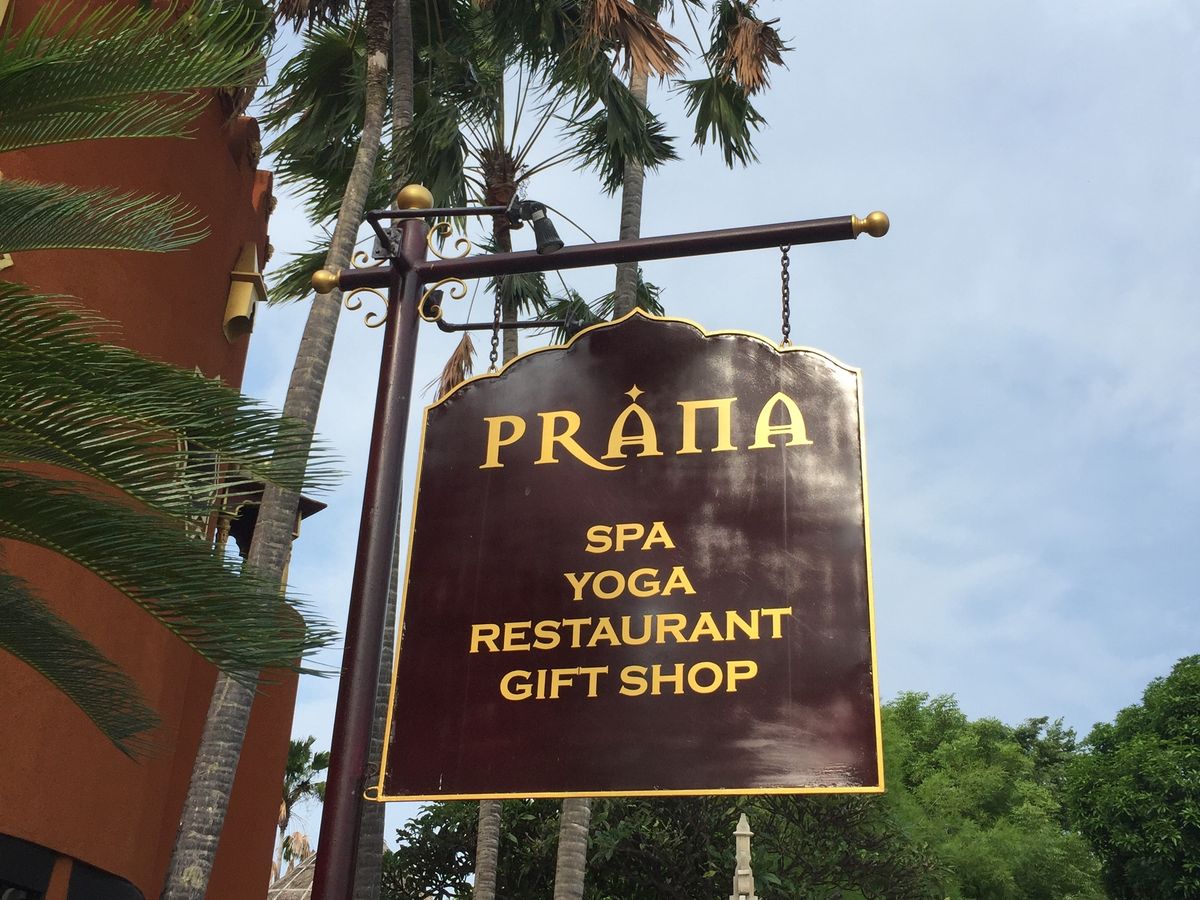 PRANA
SPA
YOGA
RESTAURANT
GIFT SHOP